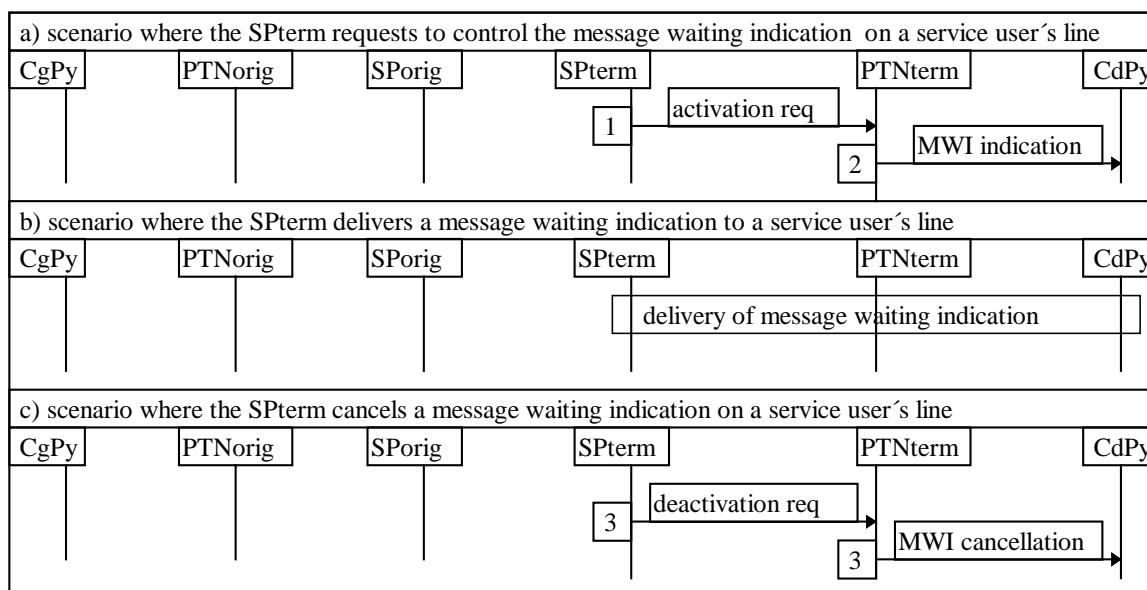 a) scenario where the SPterm requests to control the message waiting indication on a service user´s line
CgPy PTNorig SPorig SPterm PTNterm CdPy
1 activation req
2 MWI indication
b) scenario where the SPterm delivers a message waiting indication to a service user´s line
CgPy PTNorig SPorig SPterm PTNterm CdPy
delivery of message waiting indication
c) scenario where the SPterm cancels a message waiting indication on a service user´s line
CgPy PTNorig SPorig SPterm PTNterm CdPy
3 deactivation req
3 MWI cancellation